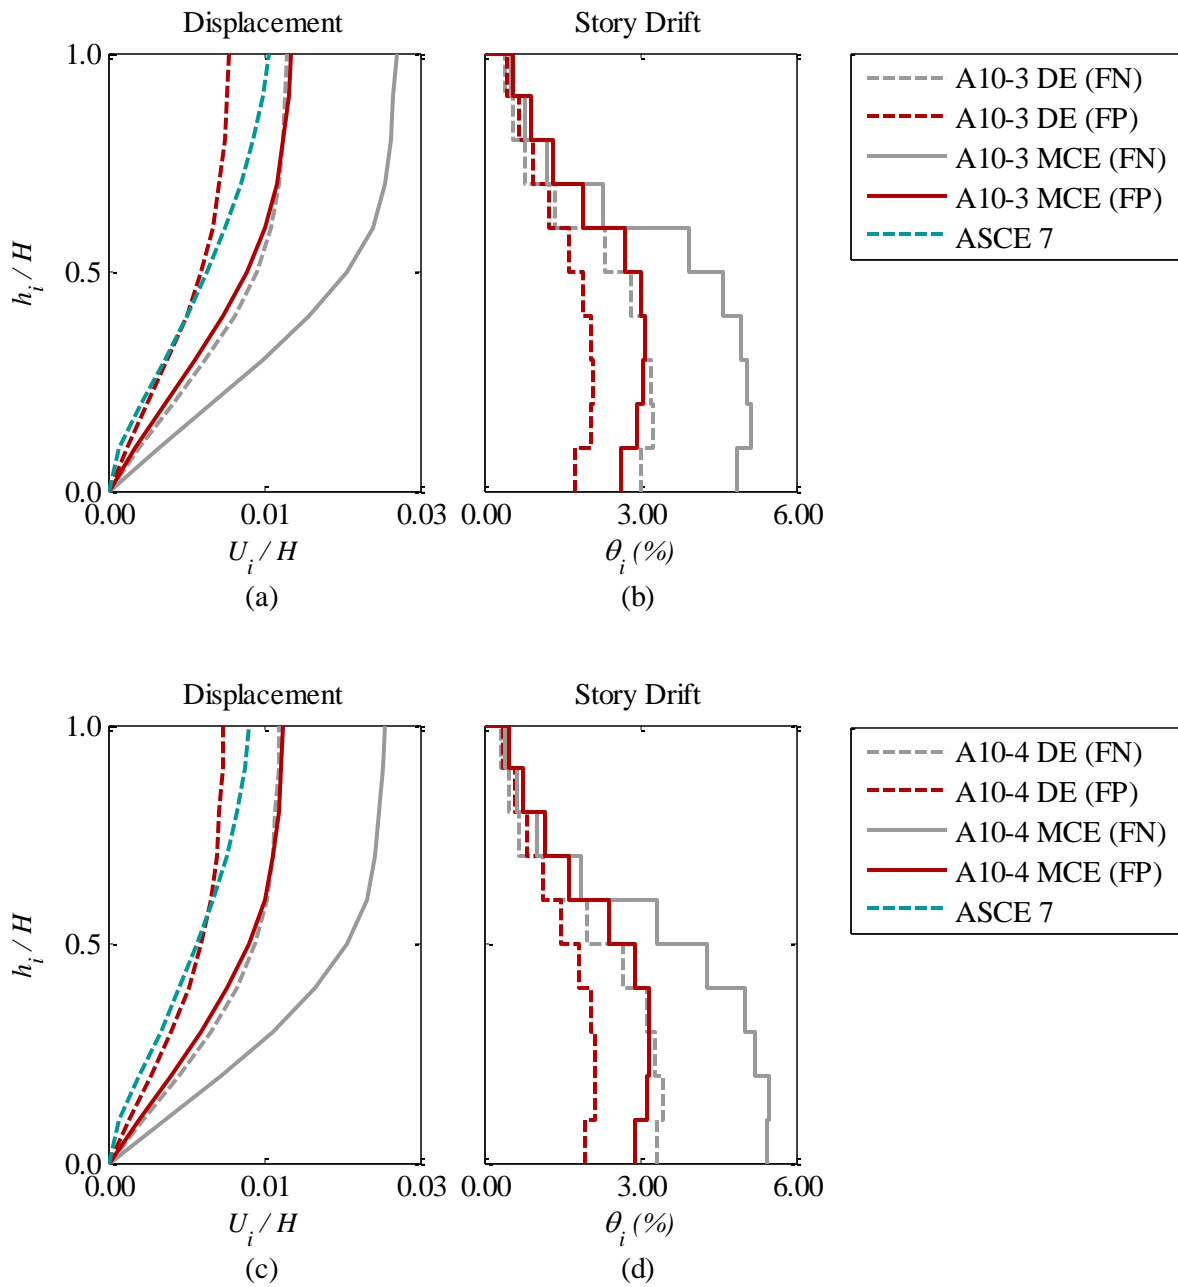 Displacement
Story Drift
1.0
0.5
0.0
h_i / H
0.00 0.01 0.03
U_i / H
(a)
0.00 3.00 6.00
θ_i (%)
(b)
A10-3 DE (FN)
A10-3 DE (FP)
A10-3 MCE (FN)
A10-3 MCE (FP)
ASCE 7
Displacement
Story Drift
1.0
0.5
0.0
h_i / H
0.00 0.01 0.03
U_i / H
(c)
0.00 3.00 6.00
θ_i (%)
(d)
A10-4 DE (FN)
A10-4 DE (FP)
A10-4 MCE (FN)
A10-4 MCE (FP)
ASCE 7